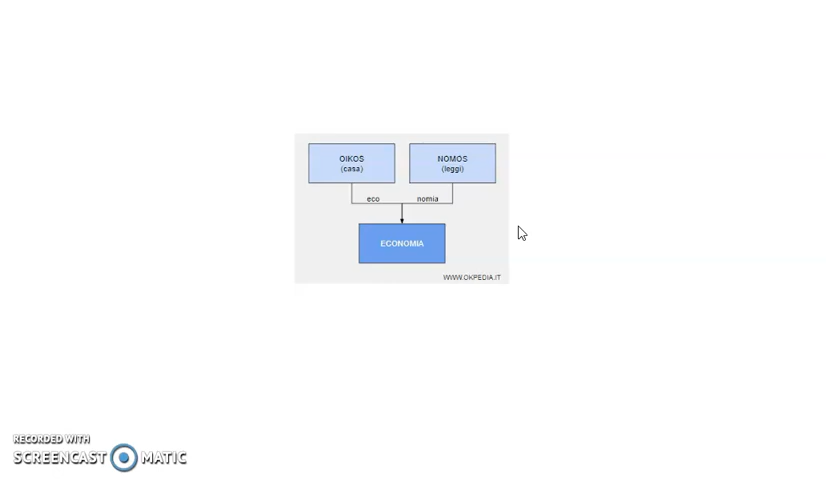 OIKOS
(casa)
NOMOS
(leggi)
eco
nomia
ECONOMIA
WWW.OKPEDIA.IT
RECORDED WITH
SCREENCAST MATIC